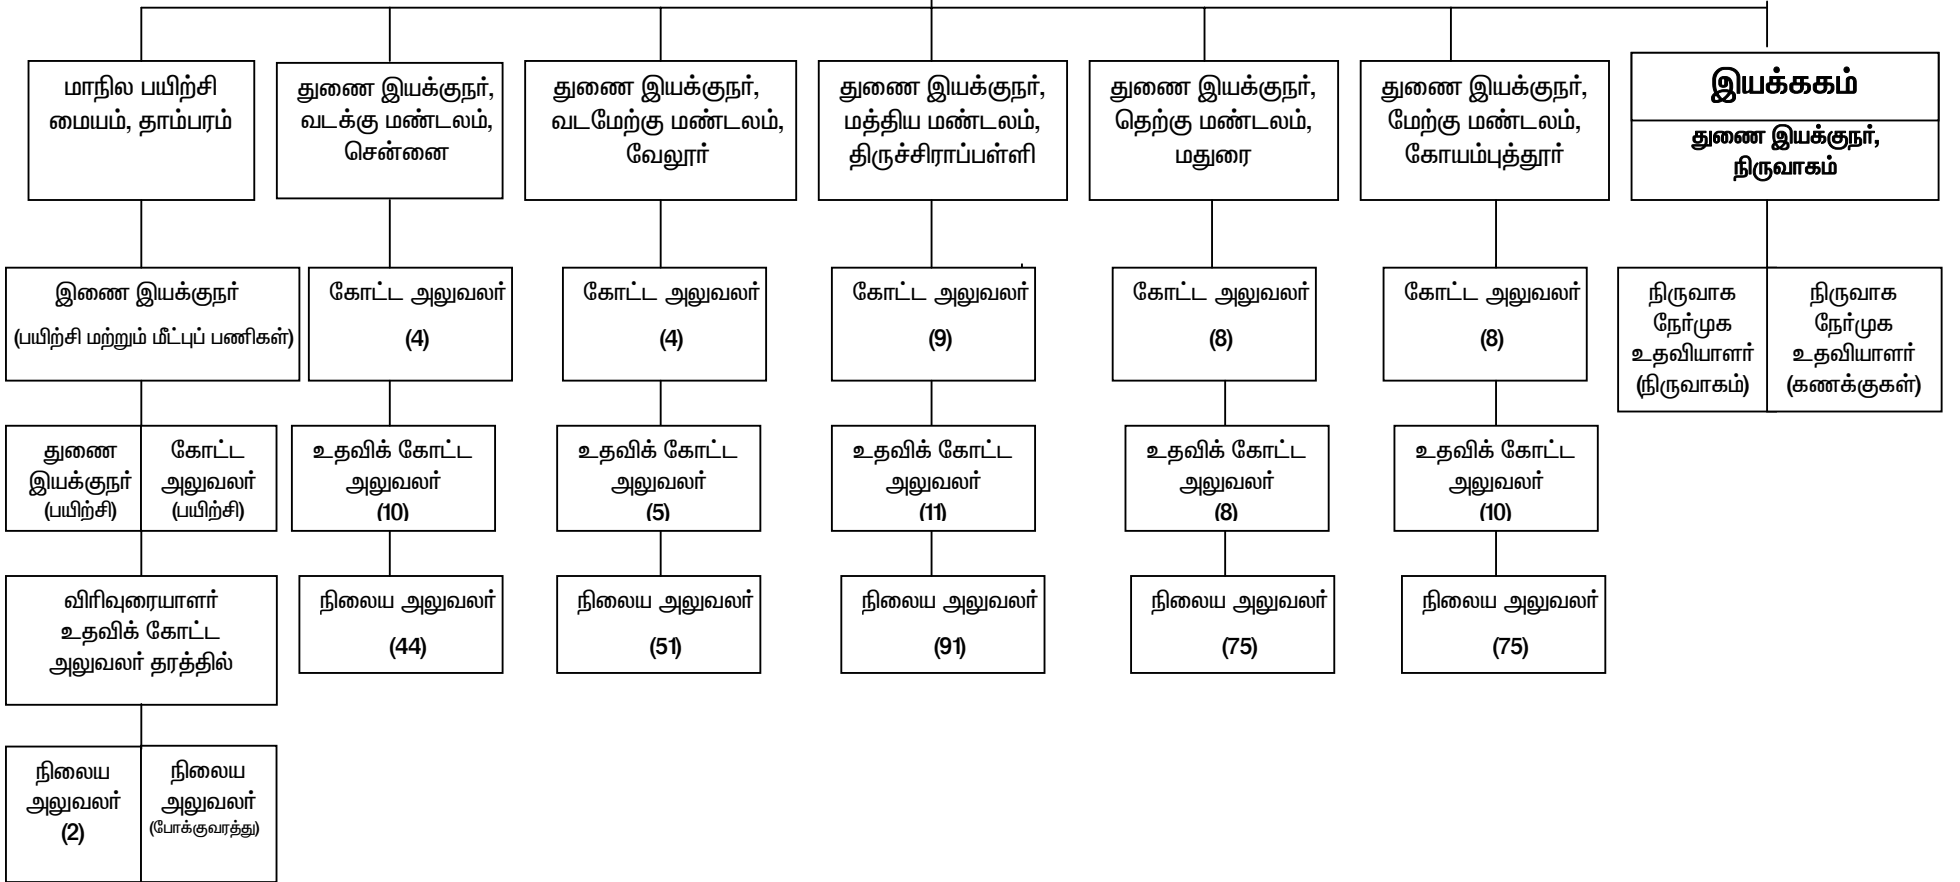 மாநில பயிற்சி
மையம், தாம்பரம்
துணை இயக்குநர்,
வடக்கு மண்டலம்,
சென்னை
துணை இயக்குநர்,
வடமேற்கு மண்டலம்,
வேலூர்
துணை இயக்குநர்,
மத்திய மண்டலம்,
திருச்சிராப்பள்ளி
துணை இயக்குநர்,
தெற்கு மண்டலம்,
மதுரை
துணை இயக்குநர்,
மேற்கு மண்டலம்,
கோயம்புத்தூர்
இயக்ககம்
துணை இயக்குநர்,
நிருவாகம்
இணை இயக்குநர்
(பயிற்சி மற்றும் மீட்புப் பணிகள்)
கோட்ட அலுவலர்
(4)
கோட்ட அலுவலர்
(4)
கோட்ட அலுவலர்
(9)
கோட்ட அலுவலர்
(8)
கோட்ட அலுவலர்
(8)
நிருவாக
நேர்முக
உதவியாளர்
(நிருவாகம்)
நிருவாக
நேர்முக
உதவியாளர்
(கணக்குகள்)
துணை
இயக்குநர்
(பயிற்சி)
கோட்ட
அலுவலர்
(பயிற்சி)
உதவிக் கோட்ட
அலுவலர்
(10)
உதவிக் கோட்ட
அலுவலர்
(5)
உதவிக் கோட்ட
அலுவலர்
(11)
உதவிக் கோட்ட
அலுவலர்
(8)
உதவிக் கோட்ட
அலுவலர்
(10)
விரிவுரையாளர்
உதவிக் கோட்ட
அலுவலர் தரத்தில்
நிலைய அலுவலர்
(44)
நிலைய அலுவலர்
(51)
நிலைய அலுவலர்
(91)
நிலைய அலுவலர்
(75)
நிலைய அலுவலர்
(75)
நிலைய
அலுவலர்
(2)
நிலைய
அலுவலர்
(போக்குவரத்து)